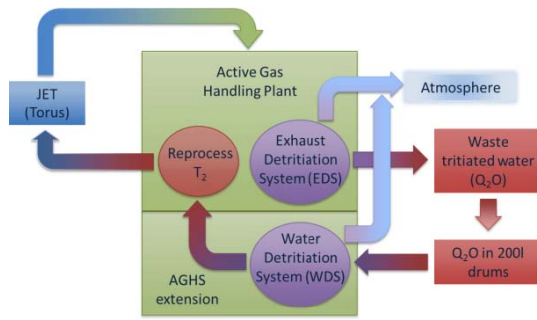 Active Gas
Handling Plant
JET
(Torus)
Atmosphere
Reprocess
T₂
Exhaust
Detritiation
System (EDS)
Waste
tritiated water
(Q₂O)
Water
Detritiation
System (WDS)
Q₂O in 200l
drums
AGHS
extension